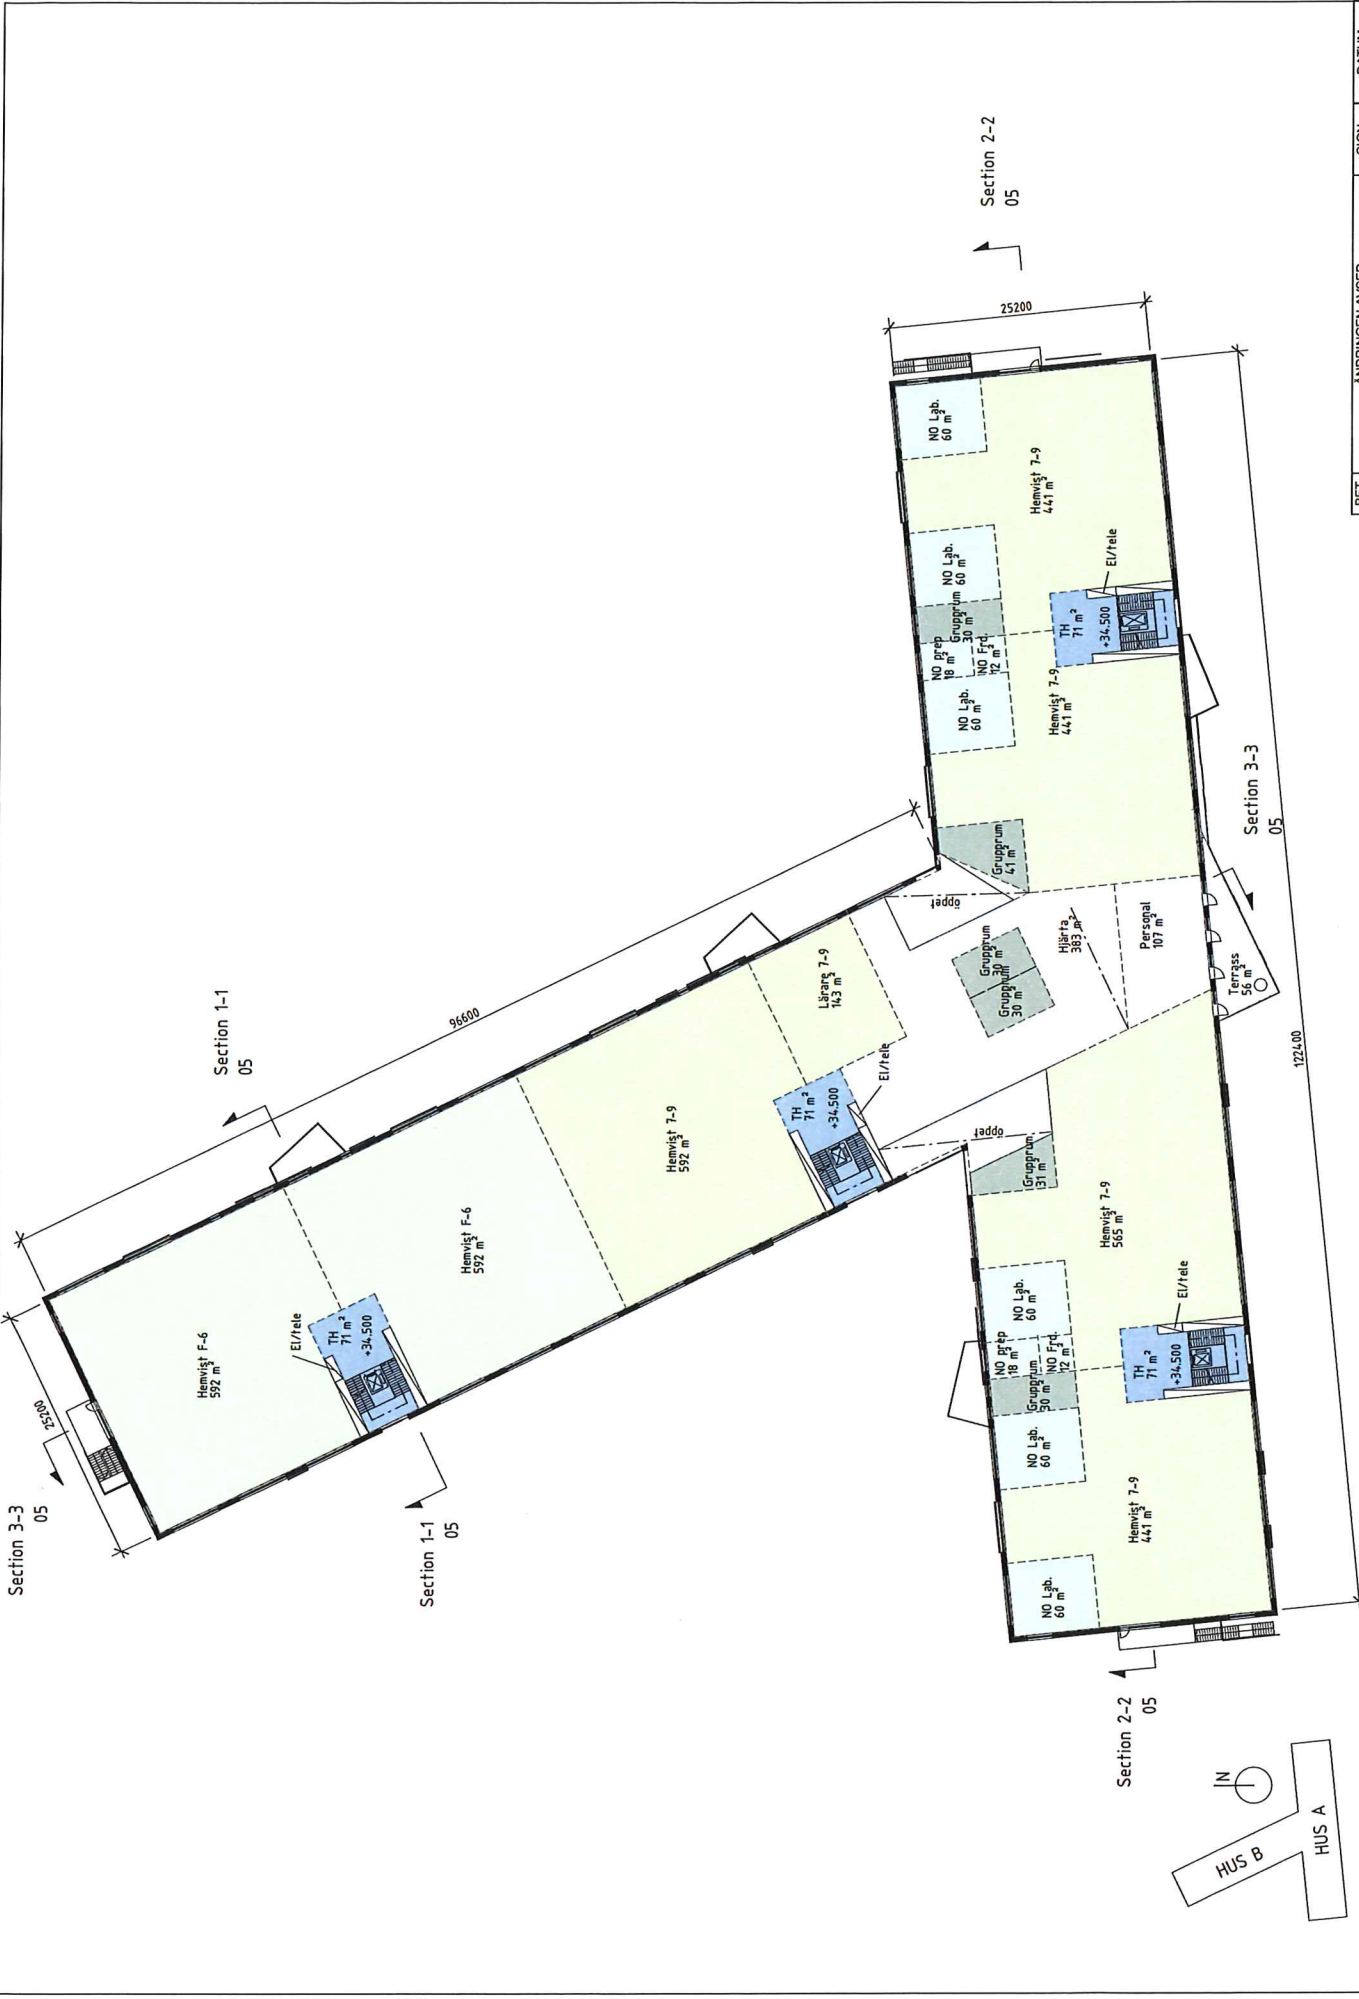 Section 3-3
05
25200
Section 1-1
05
96600
Hemvist F-6
592 m²
El/tele
TH
71 m²
+34.500
Hemvist F-6
592 m²
Section 1-1
05
Hemvist 7-9
592 m²
TH
71 m²
+34.500
El/tele
Lärare 7-9
143 m²
öppet
öppet
Grupprum
30 m²
Grupprum
30 m²
Hjärta
383 m²
Personal
107 m²
Terrass
56 m²
Grupprum
41 m²
NO Lab.
60 m²
NO prep
18 m²
NO Frd.
12 m²
Grupprum
30 m²
NO Lab.
60 m²
NO Lab.
60 m²
Hemvist 7-9
441 m²
Hemvist 7-9
441 m²
TH
71 m²
+34.500
El/tele
25200
Section 2-2
05
Section 3-3
05
122400
Grupprum
31 m²
Hemvist 7-9
565 m²
NO Lab.
60 m²
NO prep
18 m²
NO Frd.
12 m²
Grupprum
30 m²
NO Lab.
60 m²
NO Lab.
60 m²
Hemvist 7-9
441 m²
TH
71 m²
+34.500
El/tele
Section 2-2
05
N
HUS B
HUS A